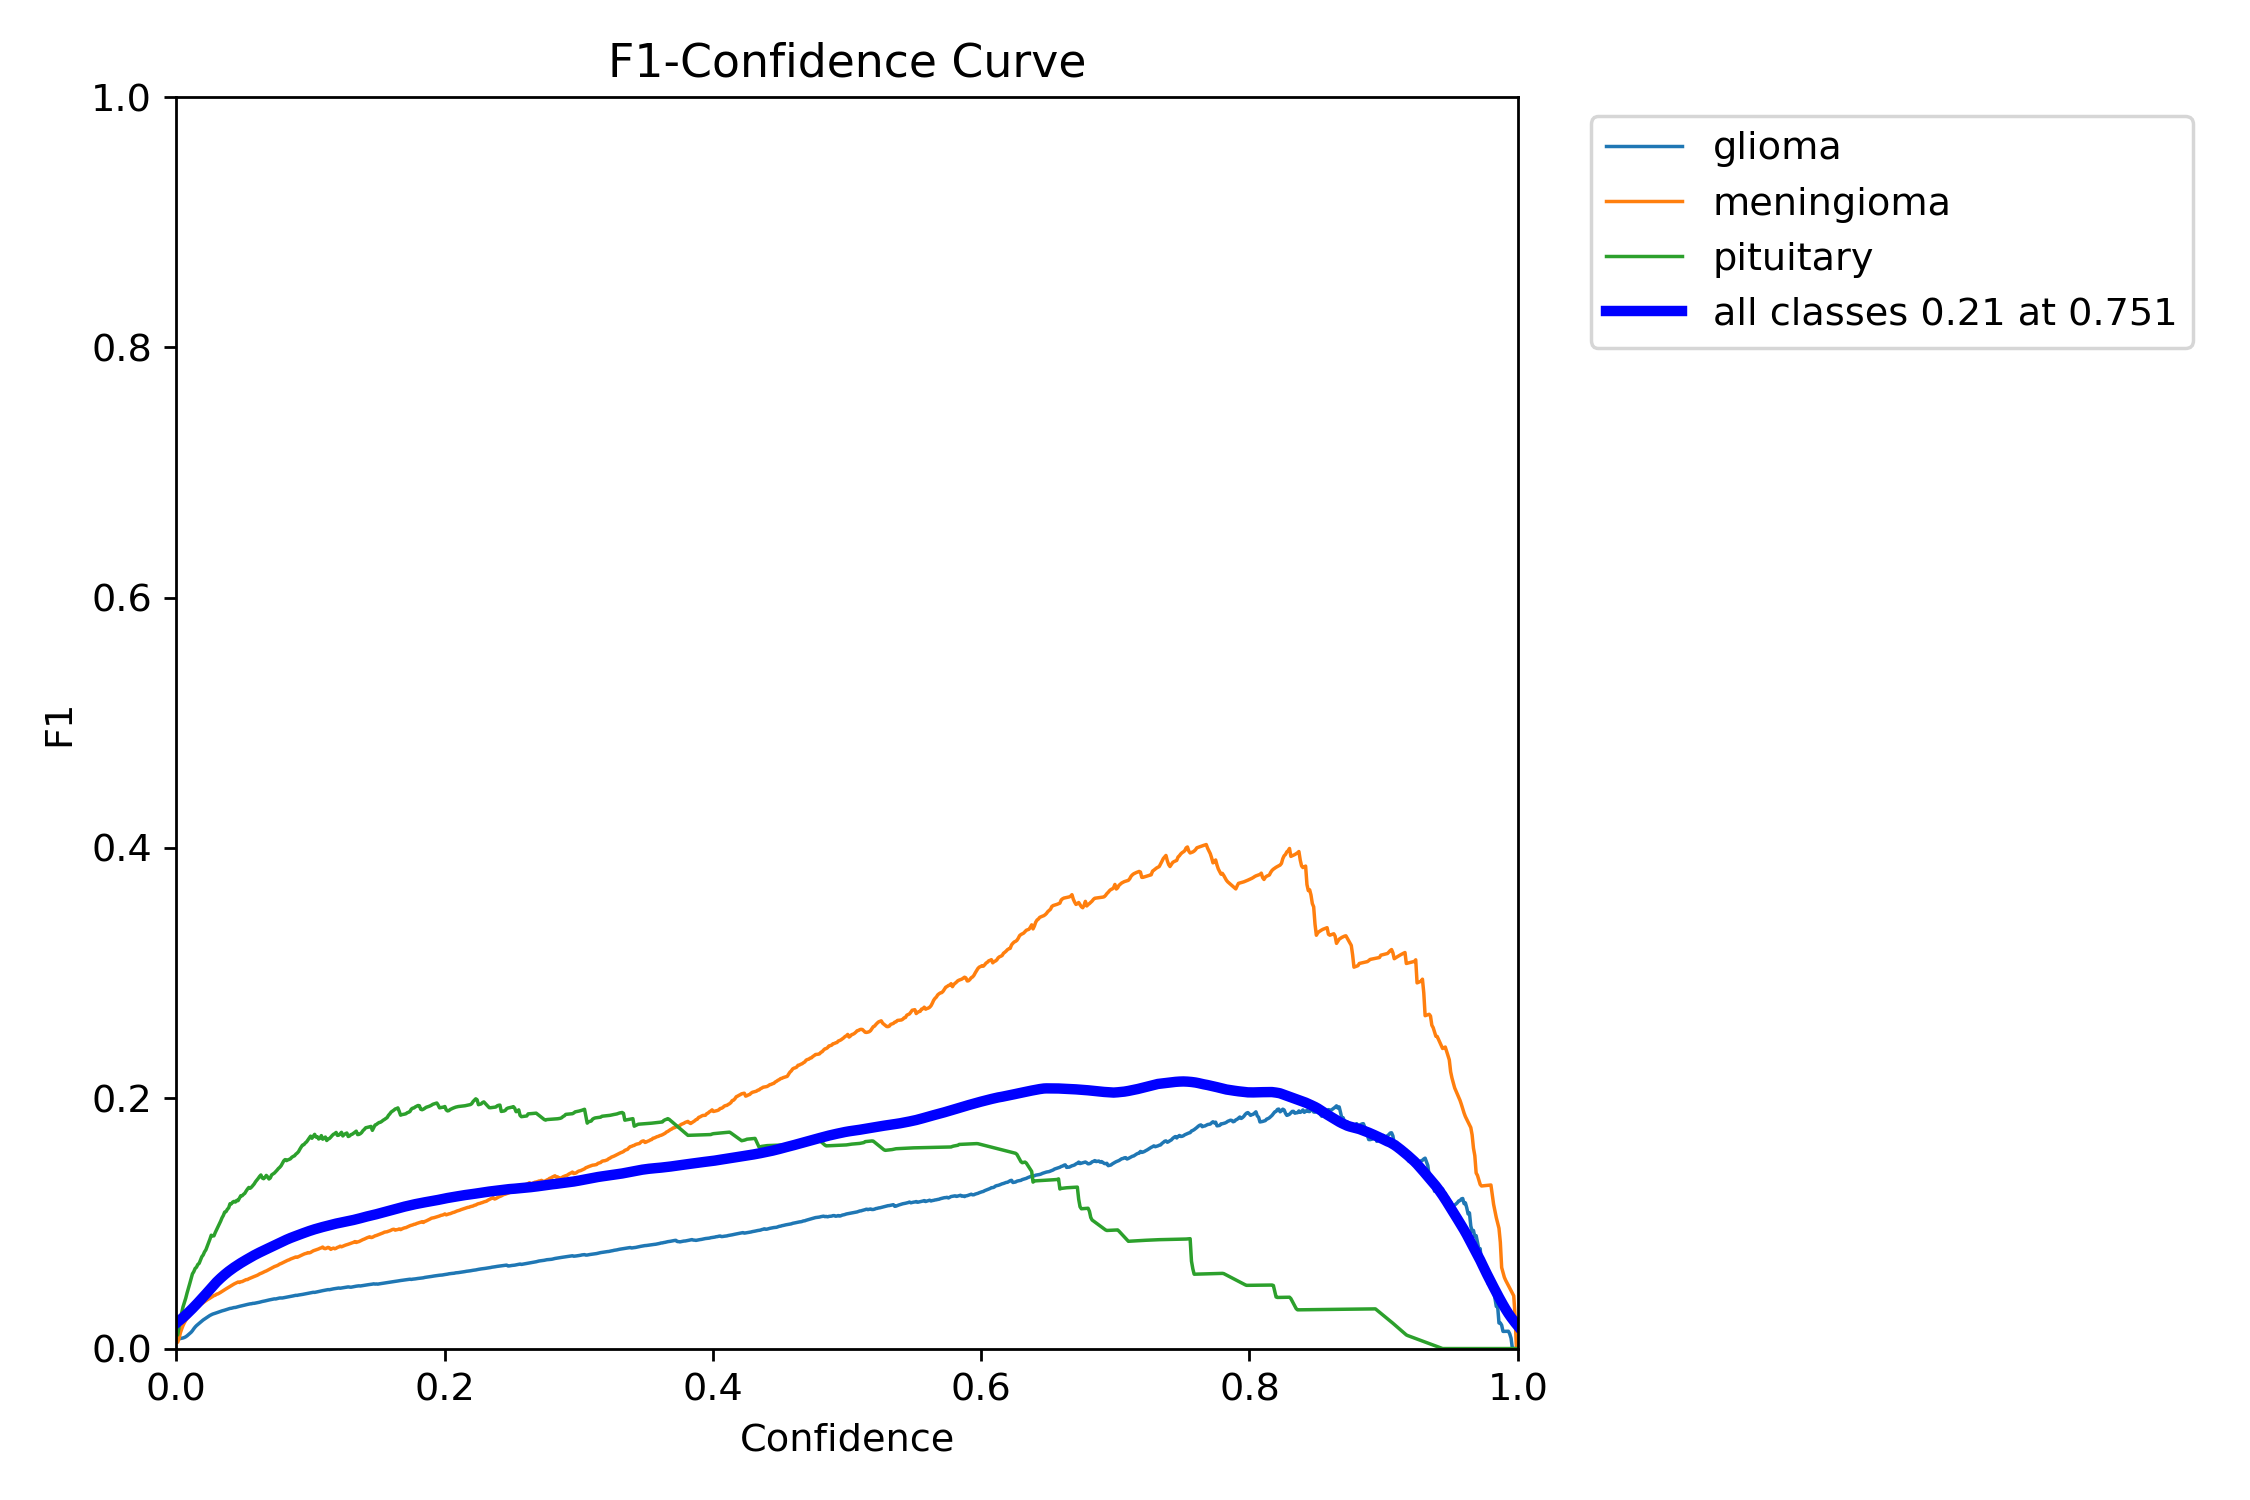 F1-Confidence Curve
1.0
0.8
0.6
0.4
0.2
0.0
F1
0.0 0.2 0.4 0.6 0.8 1.0
Confidence
glioma
meningioma
pituitary
all classes 0.21 at 0.751